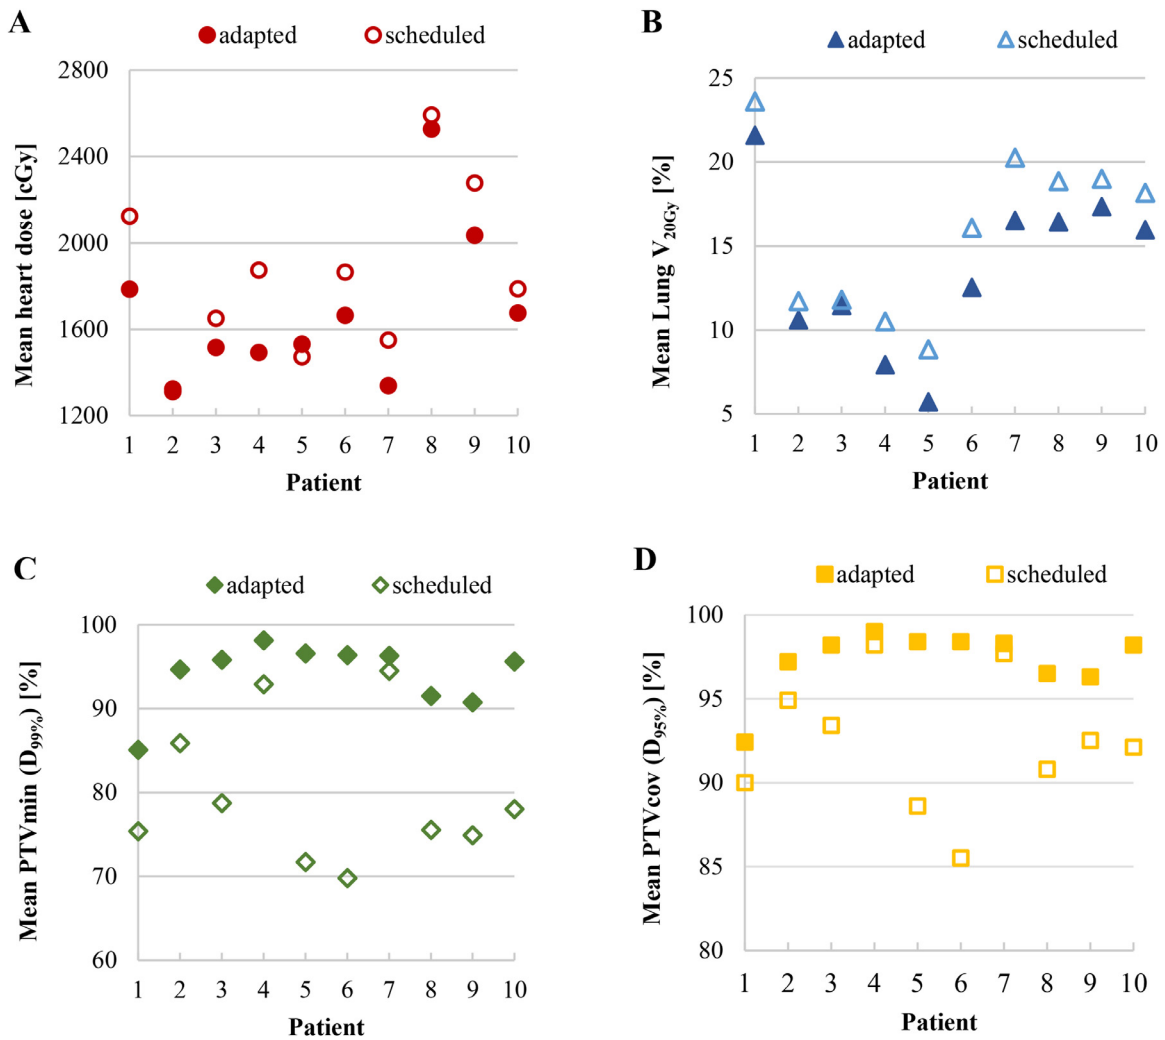 A
adapted scheduled
2800
2400
2000
1600
1200
Mean heart dose [cGy]
1 2 3 4 5 6 7 8 9 10
Patient
B
adapted scheduled
25
20
15
10
5
Mean Lung V20Gy [%]
1 2 3 4 5 6 7 8 9 10
Patient
C
adapted scheduled
100
90
80
70
60
Mean PTVmin (D99%) [%]
1 2 3 4 5 6 7 8 9 10
Patient
D
adapted scheduled
100
95
90
85
80
Mean PTVcov (D95%) [%]
1 2 3 4 5 6 7 8 9 10
Patient